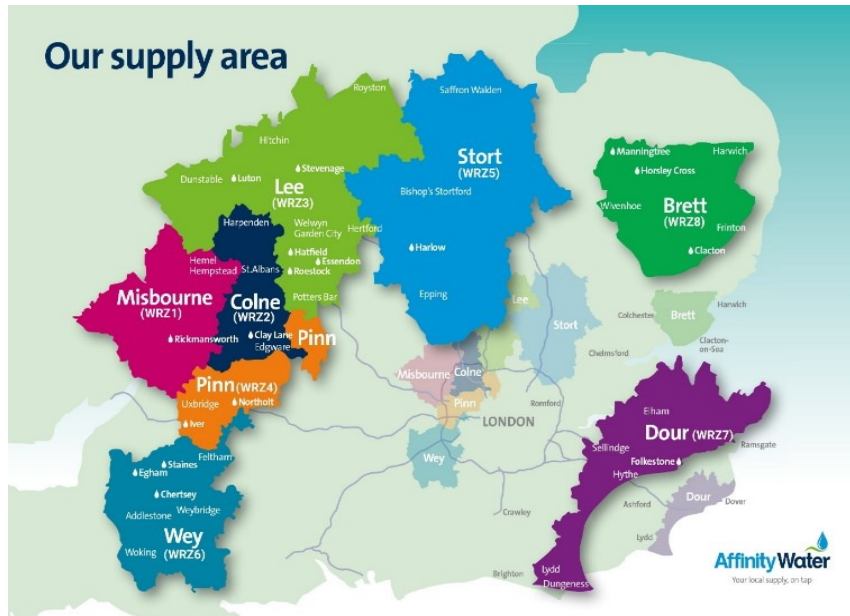 Our supply area
Royston
Saffron Walden
Hitchin
Stevenage
Dunstable
Luton
Lee
(WRZ3)
Stort
(WRZ5)
Manningtree
Harwich
Horsley Cross
Wivenhoe
Brett
(WRZ8)
Frinton
Clacton
Bishop's Stortford
Harpenden
Welwyn
Garden City
Hertford
Hatfield
Essendon
Roestock
Harlow
Hemel
Hempstead
St.Albans
Potters Bar
Epping
Misbourne
(WRZ1)
Colne
(WRZ2)
Rickmansworth
Clay Lane
Edgware
Pinn
Pinn (WRZ4)
Uxbridge
Northolt
Iver
Lee
Stort
Misbourne
Colne
Pinn
LONDON
Wey
Romford
Chelmsford
Colchester
Brett
Harwich
Clacton-
on-Sea
Feltham
Staines
Egham
Chertsey
Weybridge
Addlestone
Wey
(WRZ6)
Woking
Elham
Dour (WRZ7)
Sellindge
Folkestone
Hythe
Ramsgate
Crawley
Ashford
Dour
Dover
Lydd
Brighton
Lydd
Dungeness
AffinityWater
Your local supply, on tap